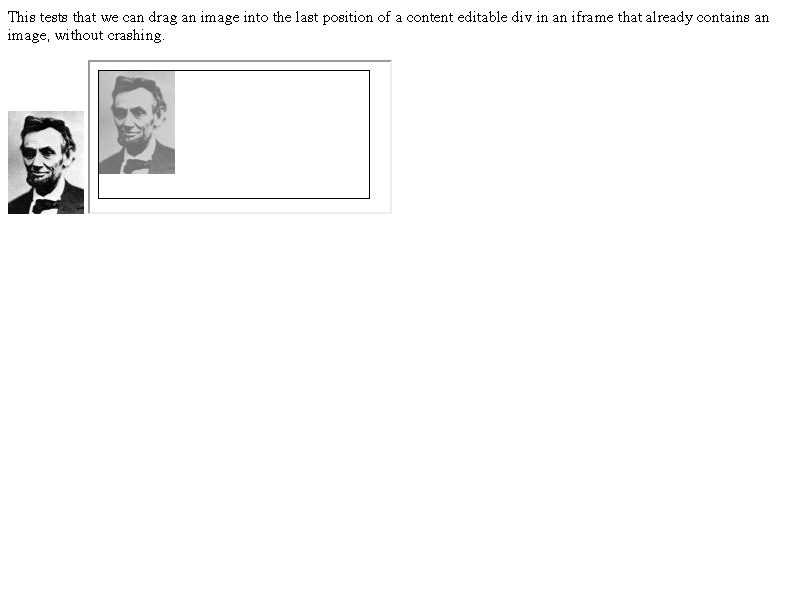 This tests that we can drag an image into the last position of a content editable div in an iframe that already contains an
image, without crashing.